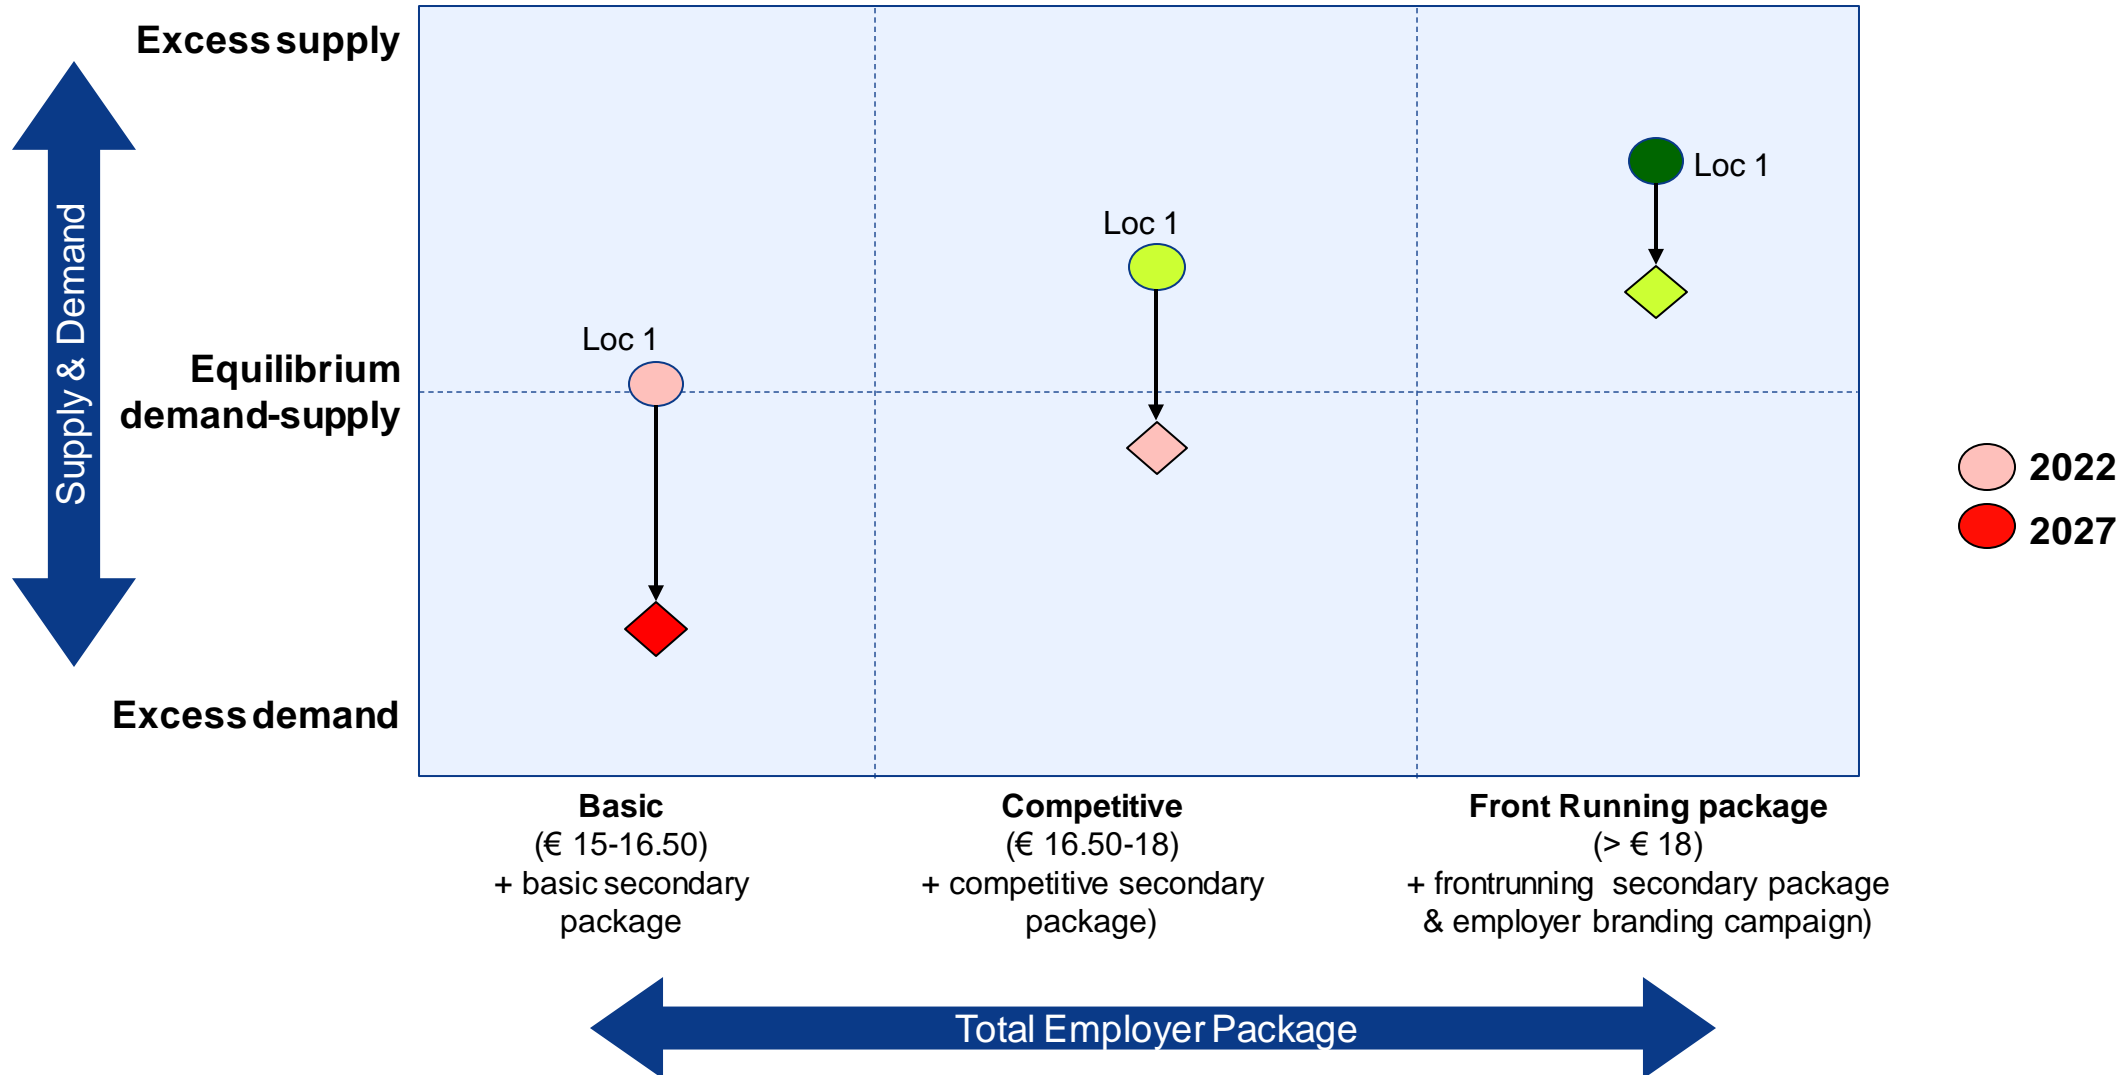 Excess supply
Supply & Demand
Equilibrium
demand-supply
Excess demand
Loc 1
Loc 1
Loc 1
2022
2027
Basic
(€ 15-16.50)
+ basic secondary
package
Competitive
(€ 16.50-18)
+ competitive secondary
package)
Front Running package
(> € 18)
+ frontrunning secondary package
& employer branding campaign)
Total Employer Package